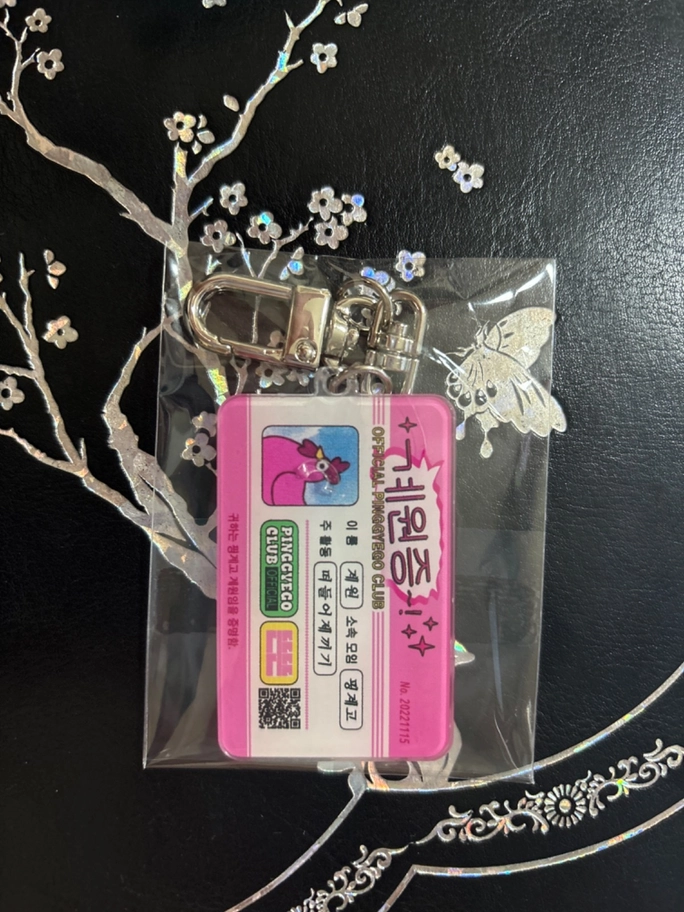 계원증!
No. 20221115
OFFICIAL PINGGYEGO CLUB
이름 계원 소속 모임 핑계고
주 활동 떠들어제끼기
PINGGYEGO
CLUB OFFICIAL
귀하는 핑계고 계원임을 증명함.